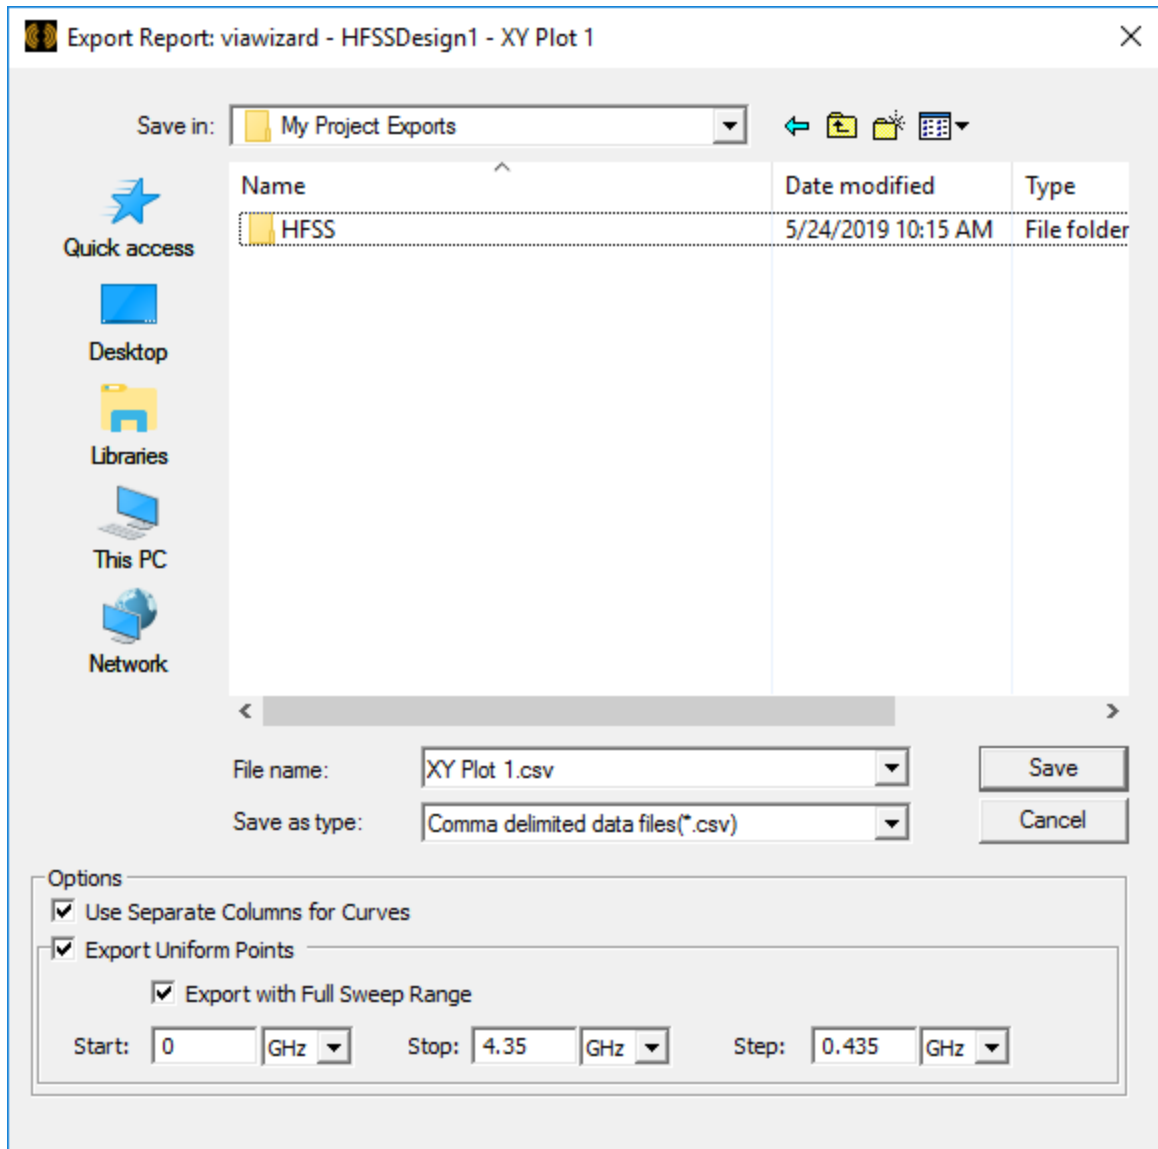 Export Report: viawizard - HFSSDesign1 - XY Plot 1
Save in: My Project Exports
Name Date modified Type
HFSS 5/24/2019 10:15 AM File folder
Quick access
Desktop
Libraries
This PC
Network
File name: XY Plot 1.csv Save
Save as type: Comma delimited data files(*.csv) Cancel
Options
Use Separate Columns for Curves
Export Uniform Points
Export with Full Sweep Range
Start: 0 GHz Stop: 4.35 GHz Step: 0.435 GHz